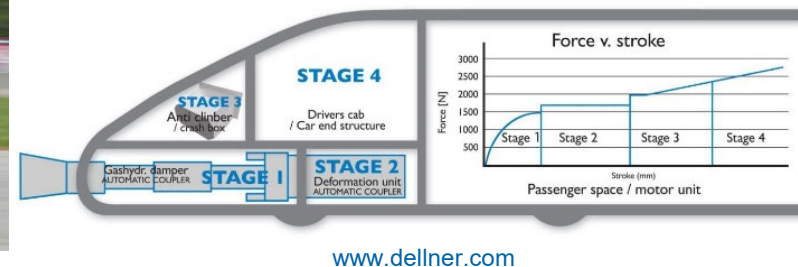 STAGE 3
Anti climber
/ crash box
STAGE 4
Drivers cab
/ Car end structure
Gashydr. damper
AUTOMATIC COUPLER
STAGE 1
STAGE 2
Deformation unit
AUTOMATIC COUPLER
Force v. stroke
Force [N]
3000
2500
2000
1500
1000
500
Stage 1
Stage 2
Stage 3
Stage 4
Stroke (mm)
Passenger space / motor unit
www.dellner.com